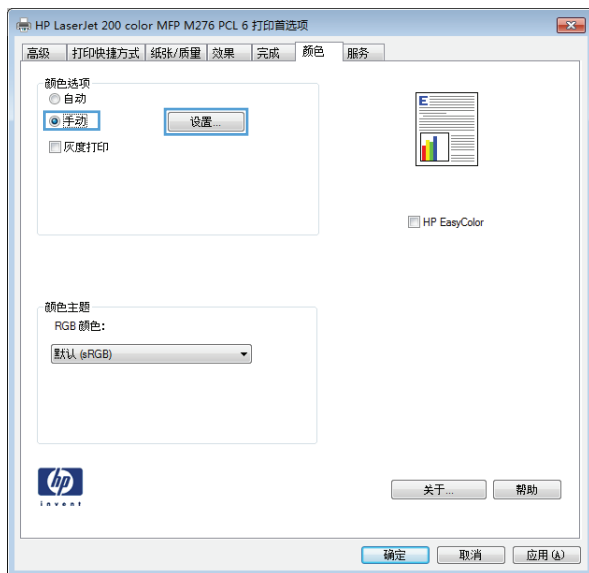 HP LaserJet 200 color MFP M276 PCL 6 打印首选项
高级 打印快捷方式 纸张/质量 效果 完成 颜色 服务
颜色选项
自动
手动 设置...
灰度打印
E
HP EasyColor
颜色主题
RGB 颜色:
默认 (sRGB)
hp
invent
关于... 帮助
确定 取消 应用(A)